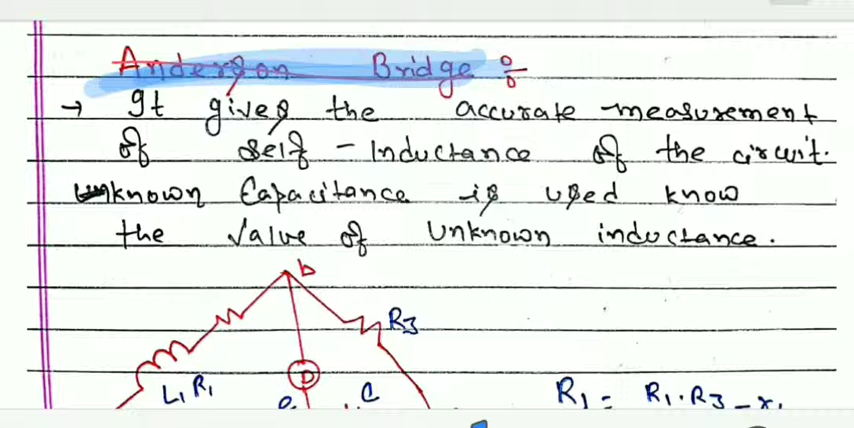 Anderson Bridge :-
→ It gives the accurate measurement
of self - Inductance of the circuit.
known Capacitance is used know
the value of unknown inductance.
b
R3
D
L1 R1
e C
R1 = R1.R3 - r1